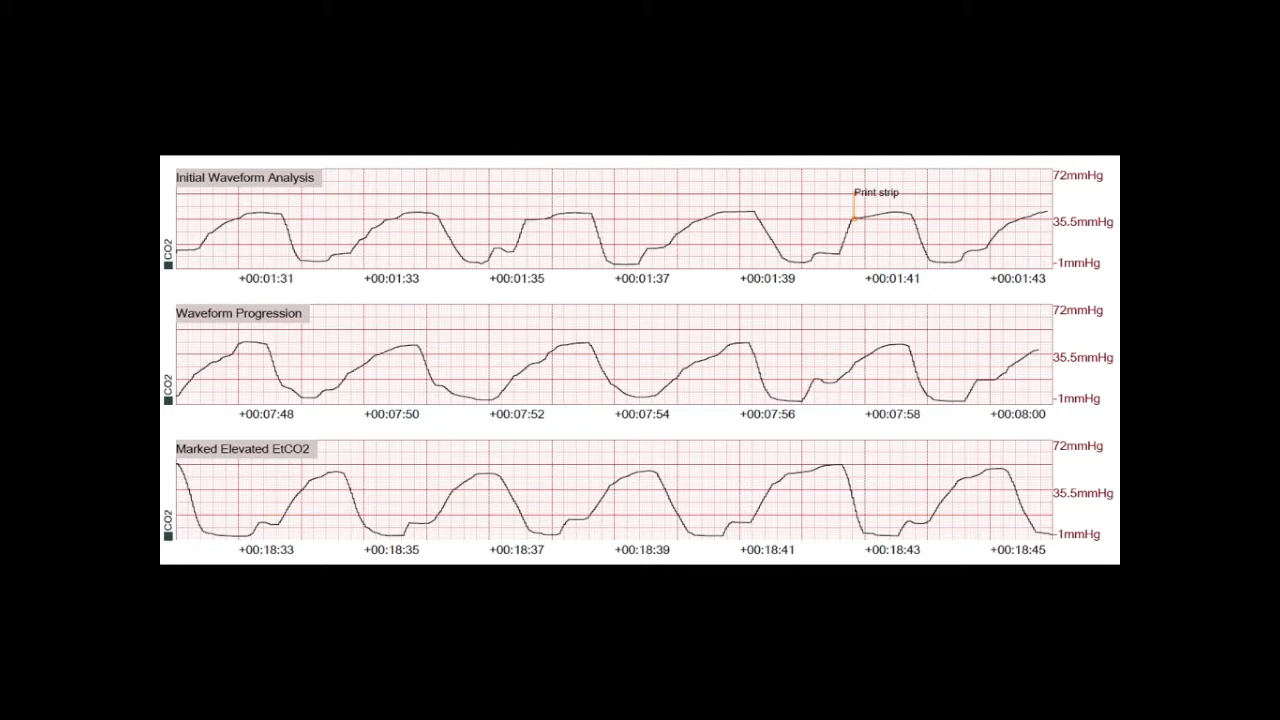 Initial Waveform Analysis
72mmHg
Print strip
35.5mmHg
CO2
-1mmHg
+00:01:31 +00:01:33 +00:01:35 +00:01:37 +00:01:39 +00:01:41 +00:01:43
Waveform Progression
72mmHg
35.5mmHg
CO2
-1mmHg
+00:07:48 +00:07:50 +00:07:52 +00:07:54 +00:07:56 +00:07:58 +00:08:00
Marked Elevated EtCO2
72mmHg
35.5mmHg
CO2
-1mmHg
+00:18:33 +00:18:35 +00:18:37 +00:18:39 +00:18:41 +00:18:43 +00:18:45